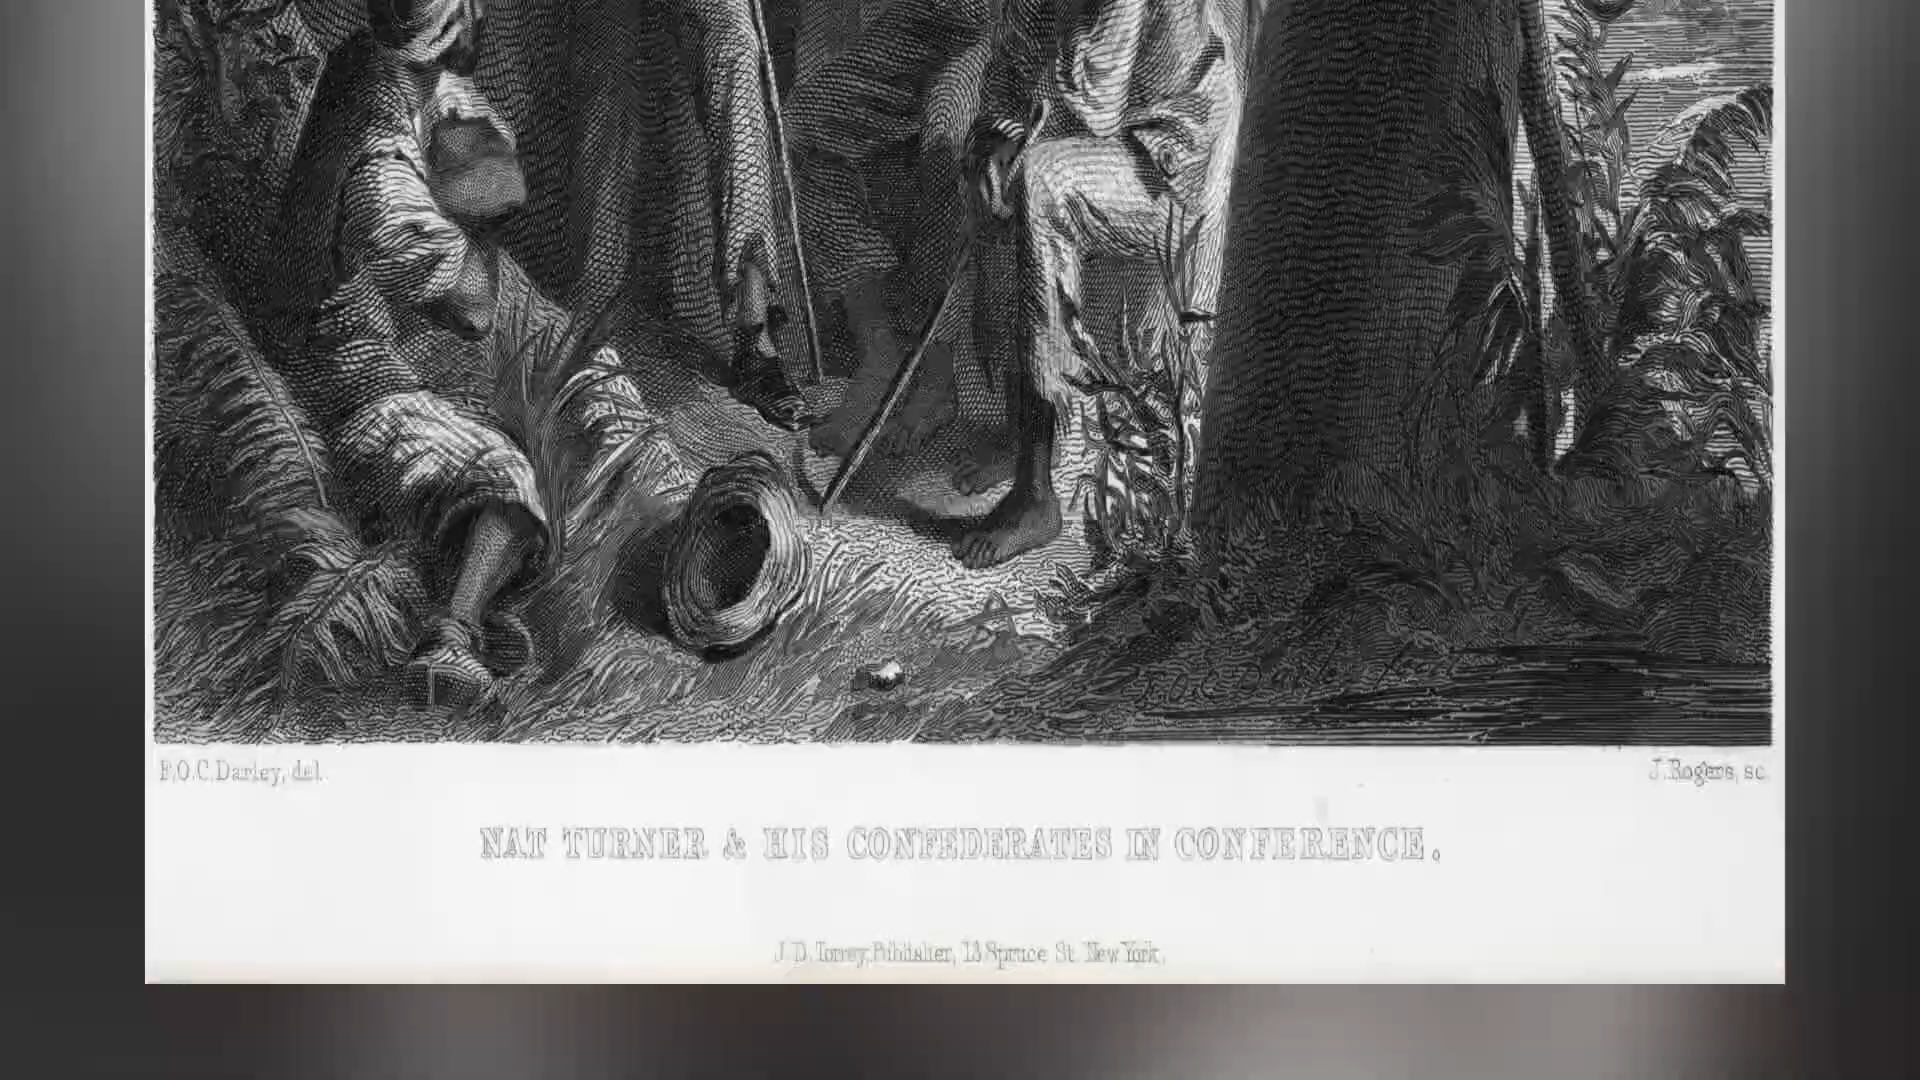 F.O.C. Darley, del.
J. Rogers, sc.
NAT TURNER & HIS CONFEDERATES IN CONFERENCE.
J. D. Torrey, Publisher, 13 Spruce St. New York.